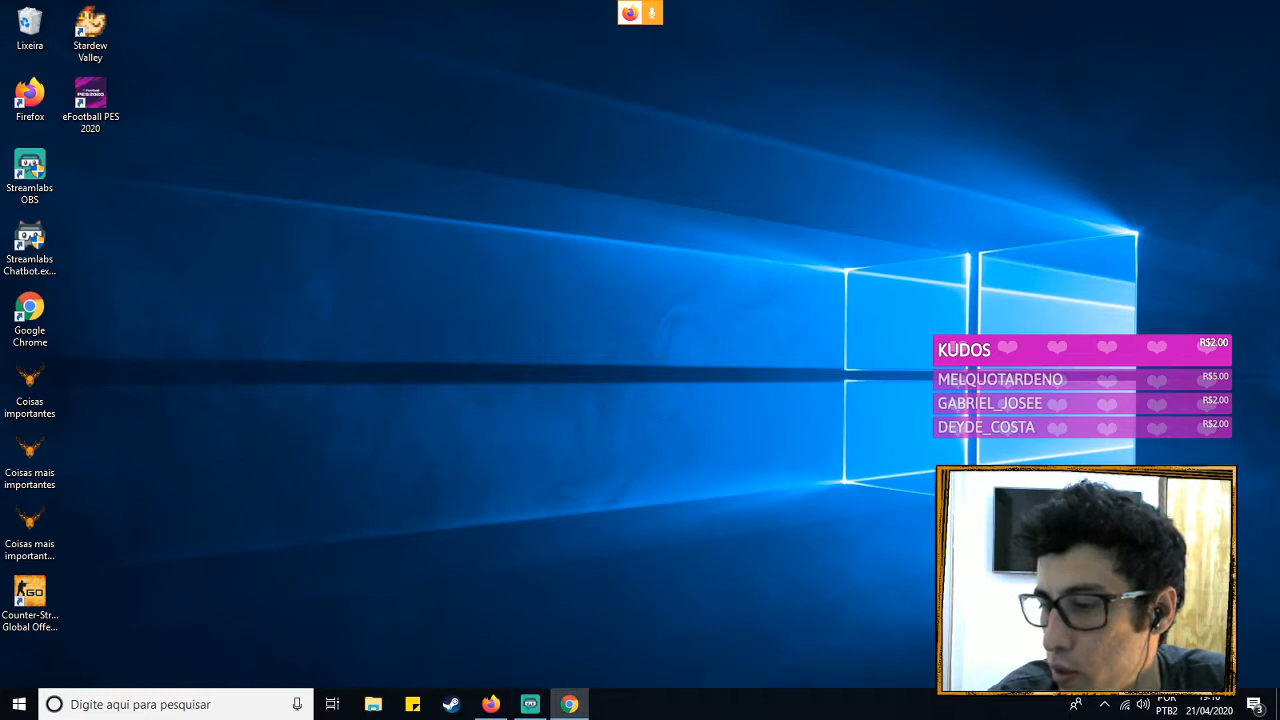 Lixeira
Stardew
Valley
Firefox
eFootball PES
2020
Streamlabs
OBS
Streamlabs
Chatbot.ex...
Google
Chrome
Coisas
importantes
Coisas mais
importantes
Coisas mais
important...
Counter-Str...
Global Offe...
KUDOS R$2.00
MELQUOTARDENO R$5.00
GABRIEL_JOSEE R$2.00
DEYDE_COSTA R$2.00
Digite aqui para pesquisar
POR
PTB2 21/04/2020
3